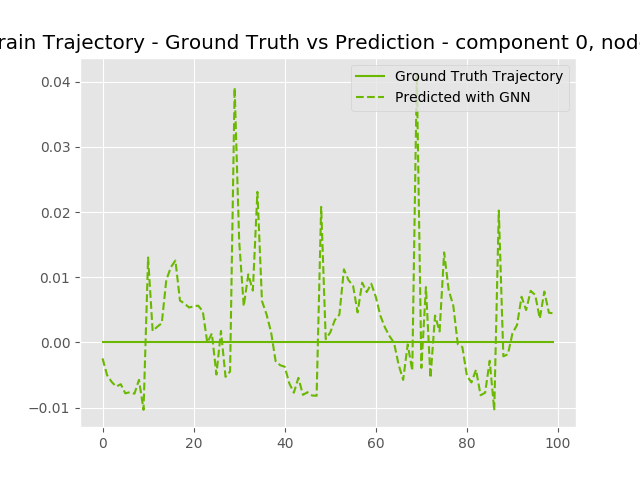 rain Trajectory - Ground Truth vs Prediction - component 0, nod
Ground Truth Trajectory
Predicted with GNN
0.04
0.03
0.02
0.01
0.00
−0.01
0 20 40 60 80 100